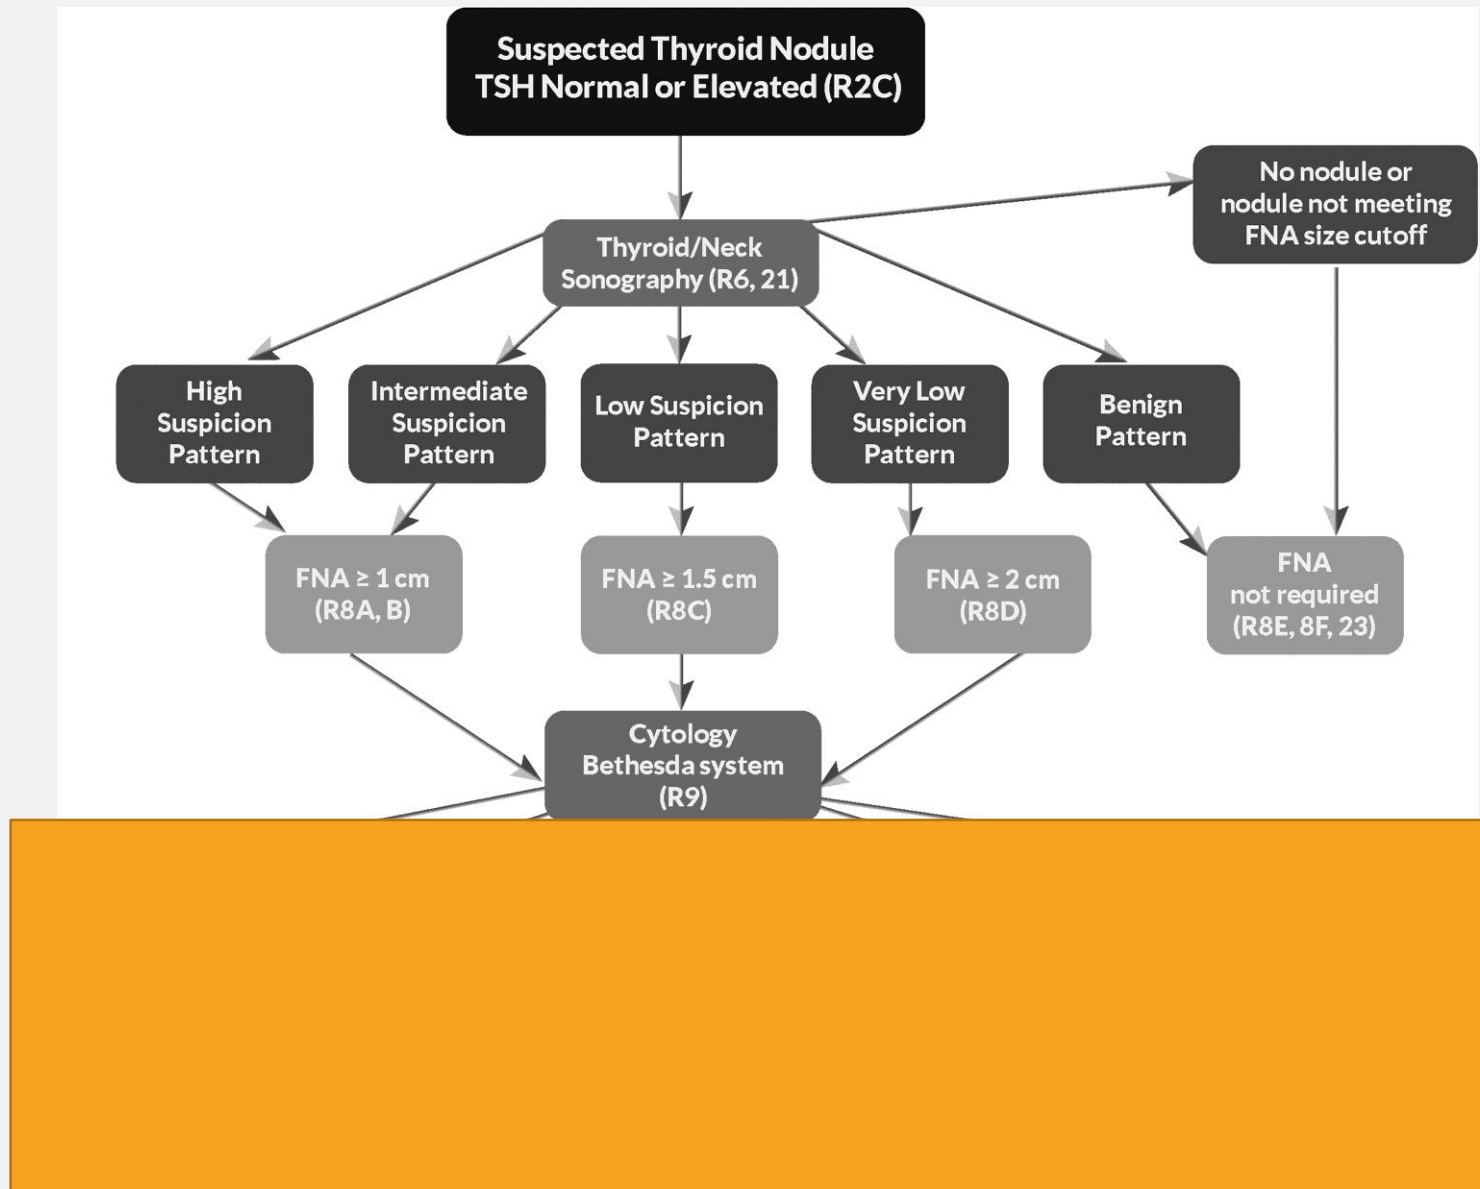 Suspected Thyroid Nodule
TSH Normal or Elevated (R2C)
No nodule or
nodule not meeting
FNA size cutoff
Thyroid/Neck
Sonography (R6, 21)
High
Suspicion
Pattern
Intermediate
Suspicion
Pattern
Low Suspicion
Pattern
Very Low
Suspicion
Pattern
Benign
Pattern
FNA ≥ 1 cm
(R8A, B)
FNA ≥ 1.5 cm
(R8C)
FNA ≥ 2 cm
(R8D)
FNA
not required
(R8E, 8F, 23)
Cytology
Bethesda system
(R9)